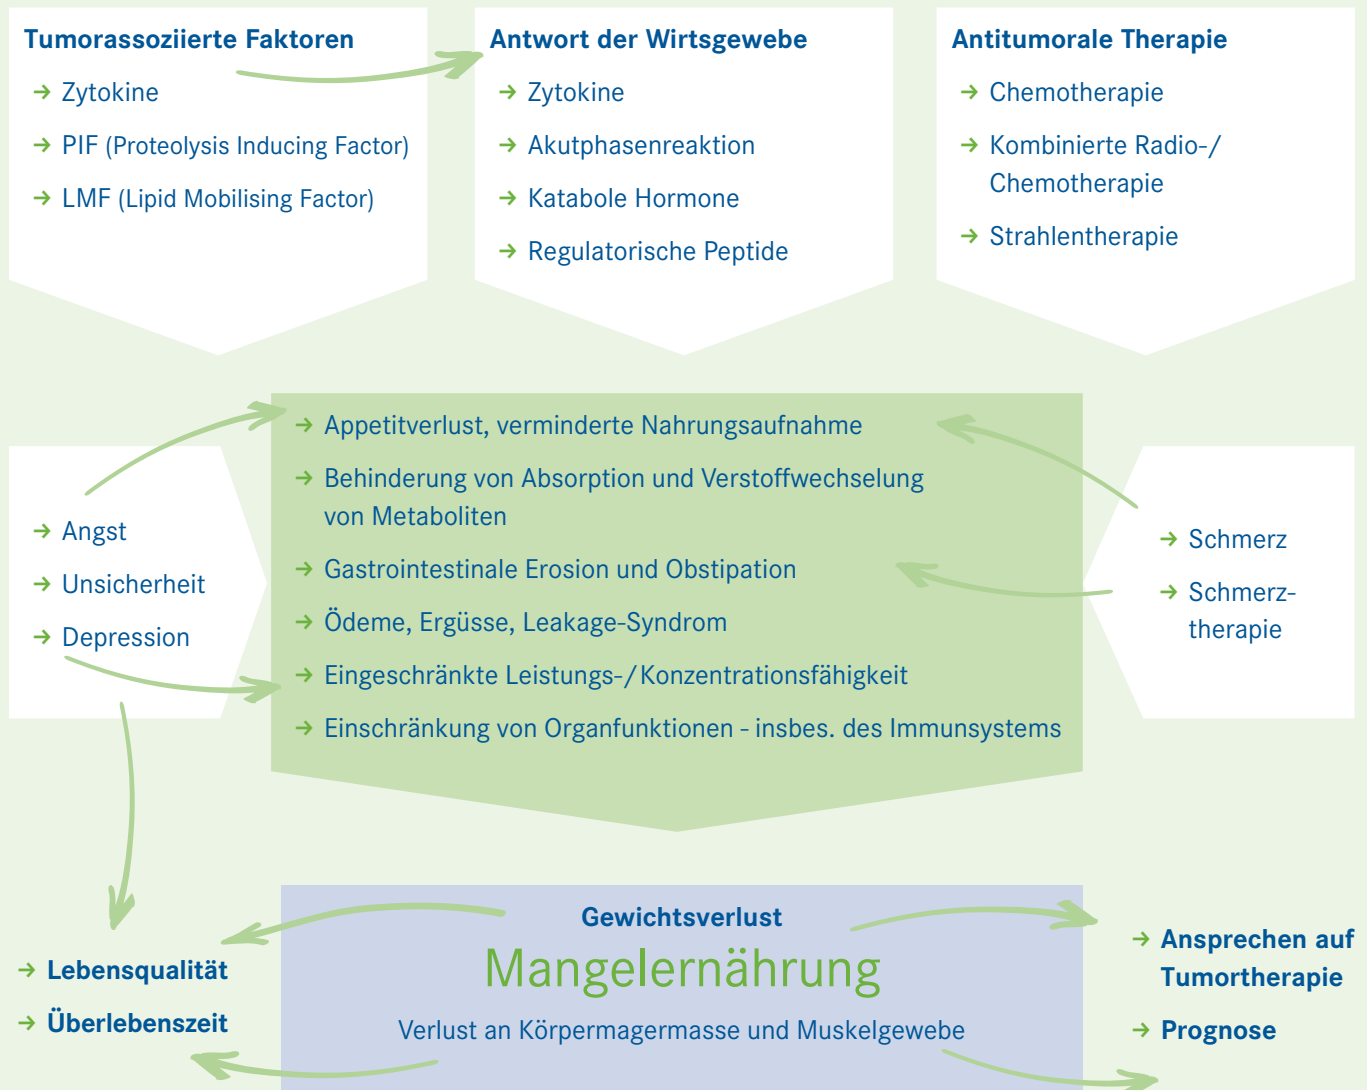 Tumorassoziierte Faktoren
→ Zytokine
→ PIF (Proteolysis Inducing Factor)
→ LMF (Lipid Mobilising Factor)
Antwort der Wirtsgewebe
→ Zytokine
→ Akutphasenreaktion
→ Katabole Hormone
→ Regulatorische Peptide
Antitumorale Therapie
→ Chemotherapie
→ Kombinierte Radio-/
Chemotherapie
→ Strahlentherapie
→ Angst
→ Unsicherheit
→ Depression
→ Appetitverlust, verminderte Nahrungsaufnahme
→ Behinderung von Absorption und Verstoffwechselung
von Metaboliten
→ Gastrointestinale Erosion und Obstipation
→ Ödeme, Ergüsse, Leakage-Syndrom
→ Eingeschränkte Leistungs-/Konzentrationsfähigkeit
→ Einschränkung von Organfunktionen - insbes. des Immunsystems
→ Schmerz
→ Schmerz-
therapie
→ Lebensqualität
→ Überlebenszeit
Gewichtsverlust
Mangelernährung
Verlust an Körpermagermasse und Muskelgewebe
→ Ansprechen auf
Tumortherapie
→ Prognose